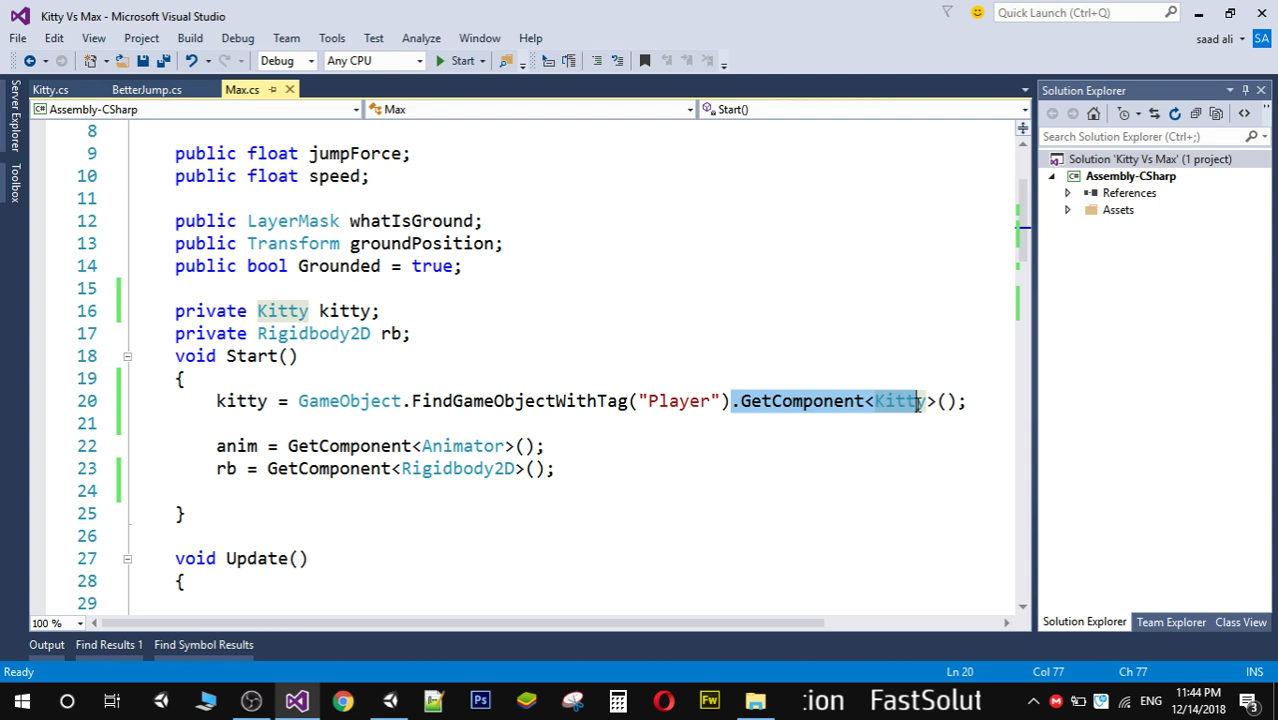 Kitty Vs Max - Microsoft Visual Studio
Quick Launch (Ctrl+Q)
File Edit View Project Build Debug Team Tools Test Analyze Window Help
saad ali SA
Debug Any CPU Start
Kitty.cs BetterJump.cs Max.cs
Assembly-CSharp Max Start()
Server Explorer
Toolbox
8
9 public float jumpForce;
10 public float speed;
11
12 public LayerMask whatIsGround;
13 public Transform groundPosition;
14 public bool Grounded = true;
15
16 private Kitty kitty;
17 private Rigidbody2D rb;
18 void Start()
19 {
20 kitty = GameObject.FindGameObjectWithTag("Player").GetComponent<Kitty>();
21
22 anim = GetComponent<Animator>();
23 rb = GetComponent<Rigidbody2D>();
24
25 }
26
27 void Update()
28 {
29
100 %
Solution Explorer
Search Solution Explorer (Ctrl+;)
Solution 'Kitty Vs Max' (1 project)
Assembly-CSharp
References
Assets
Solution Explorer Team Explorer Class View
Output Find Results 1 Find Symbol Results
Ready Ln 20 Col 77 Ch 77 INS
Ps Fw :ion FastSolut ENG 11:44 PM
12/14/2018 3